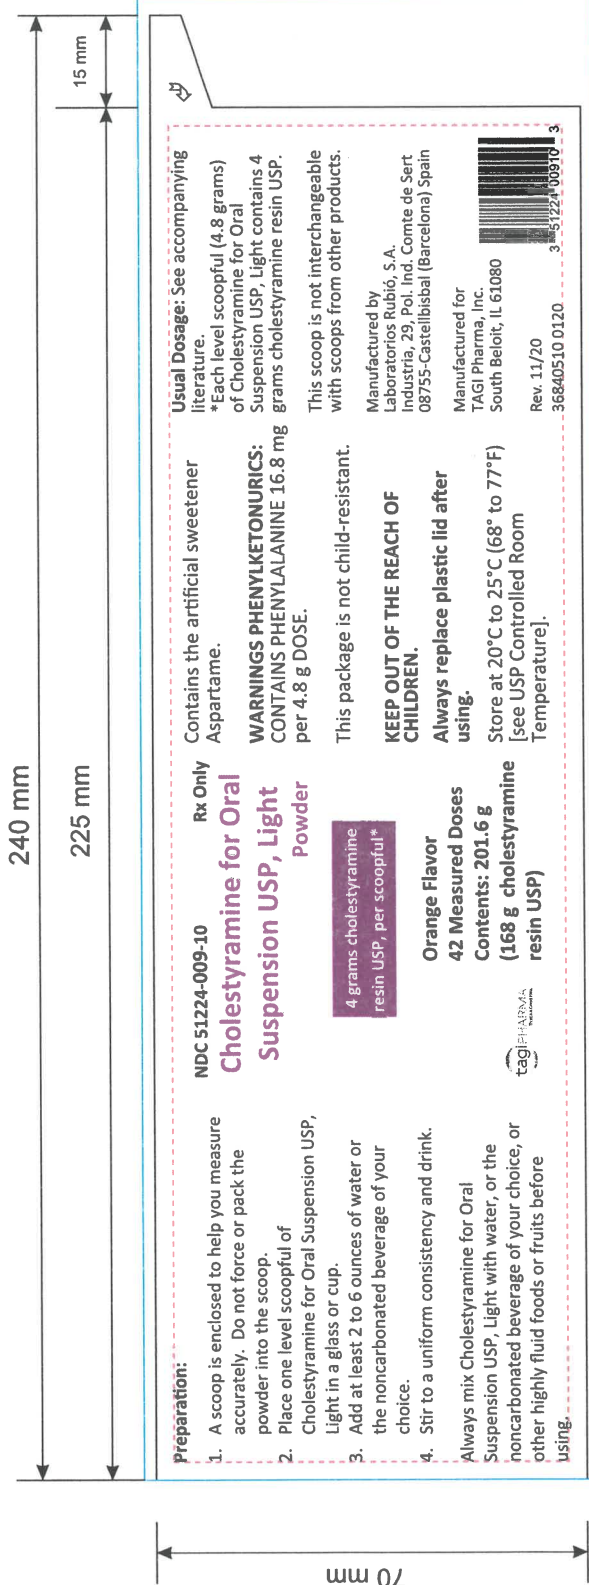 240 mm
225 mm
15 mm
70 mm
Preparation:
1. A scoop is enclosed to help you measure
accurately. Do not force or pack the
powder into the scoop.
2. Place one level scoopful of
Cholestyramine for Oral Suspension USP,
Light in a glass or cup.
3. Add at least 2 to 6 ounces of water or
the noncarbonated beverage of your
choice.
4. Stir to a uniform consistency and drink.
Always mix Cholestyramine for Oral
Suspension USP, Light with water, or the
noncarbonated beverage of your choice, or
other highly fluid foods or fruits before
using.
NDC 51224-009-10 Rx Only
Cholestyramine for Oral
Suspension USP, Light
Powder
4 grams cholestyramine
resin USP, per scoopful*
Orange Flavor
42 Measured Doses
Contents: 201.6 g
(168 g cholestyramine
resin USP)
tagiPHARMA
Contains the artificial sweetener
Aspartame.
WARNINGS PHENYLKETONURICS:
CONTAINS PHENYLALANINE 16.8 mg
per 4.8 g DOSE.
This package is not child-resistant.
KEEP OUT OF THE REACH OF
CHILDREN.
Always replace plastic lid after
using.
Store at 20°C to 25°C (68° to 77°F)
[see USP Controlled Room
Temperature].
Usual Dosage: See accompanying
literature.
*Each level scoopful (4.8 grams)
of Cholestyramine for Oral
Suspension USP, Light contains 4
grams cholestyramine resin USP.
This scoop is not interchangeable
with scoops from other products.
Manufactured by
Laboratorios Rubió, S.A.
Industria, 29, Pol. Ind. Comte de Sert
08755-Castellbisbal (Barcelona) Spain
Manufactured for
TAGI Pharma, Inc.
South Beloit, IL 61080
Rev. 11/20
36840510 0120
3 51224 00910 3